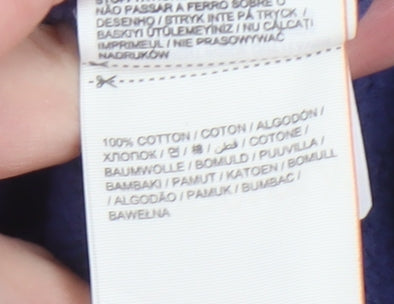 NÃO PASSAR A FERRO SOBRE O
DESENHO / STRYK INTE PÅ TRYCK /
BASKIYI ÜTÜLEMEYİNİZ / NU CĂLCAȚI
IMPRIMEUL / NIE PRASOWYWAĆ
NADRUKÓW
100% COTTON / COTON / ALGODÓN /
ХЛОПОК / 면 / 棉 / قطن / COTONE /
BAUMWOLLE / BOMULD / PUUVILLA /
BAMBAKI / PAMUT / KATOEN / BOMULL
/ ALGODÃO / PAMUK / BUMBAC /
BAWEŁNA